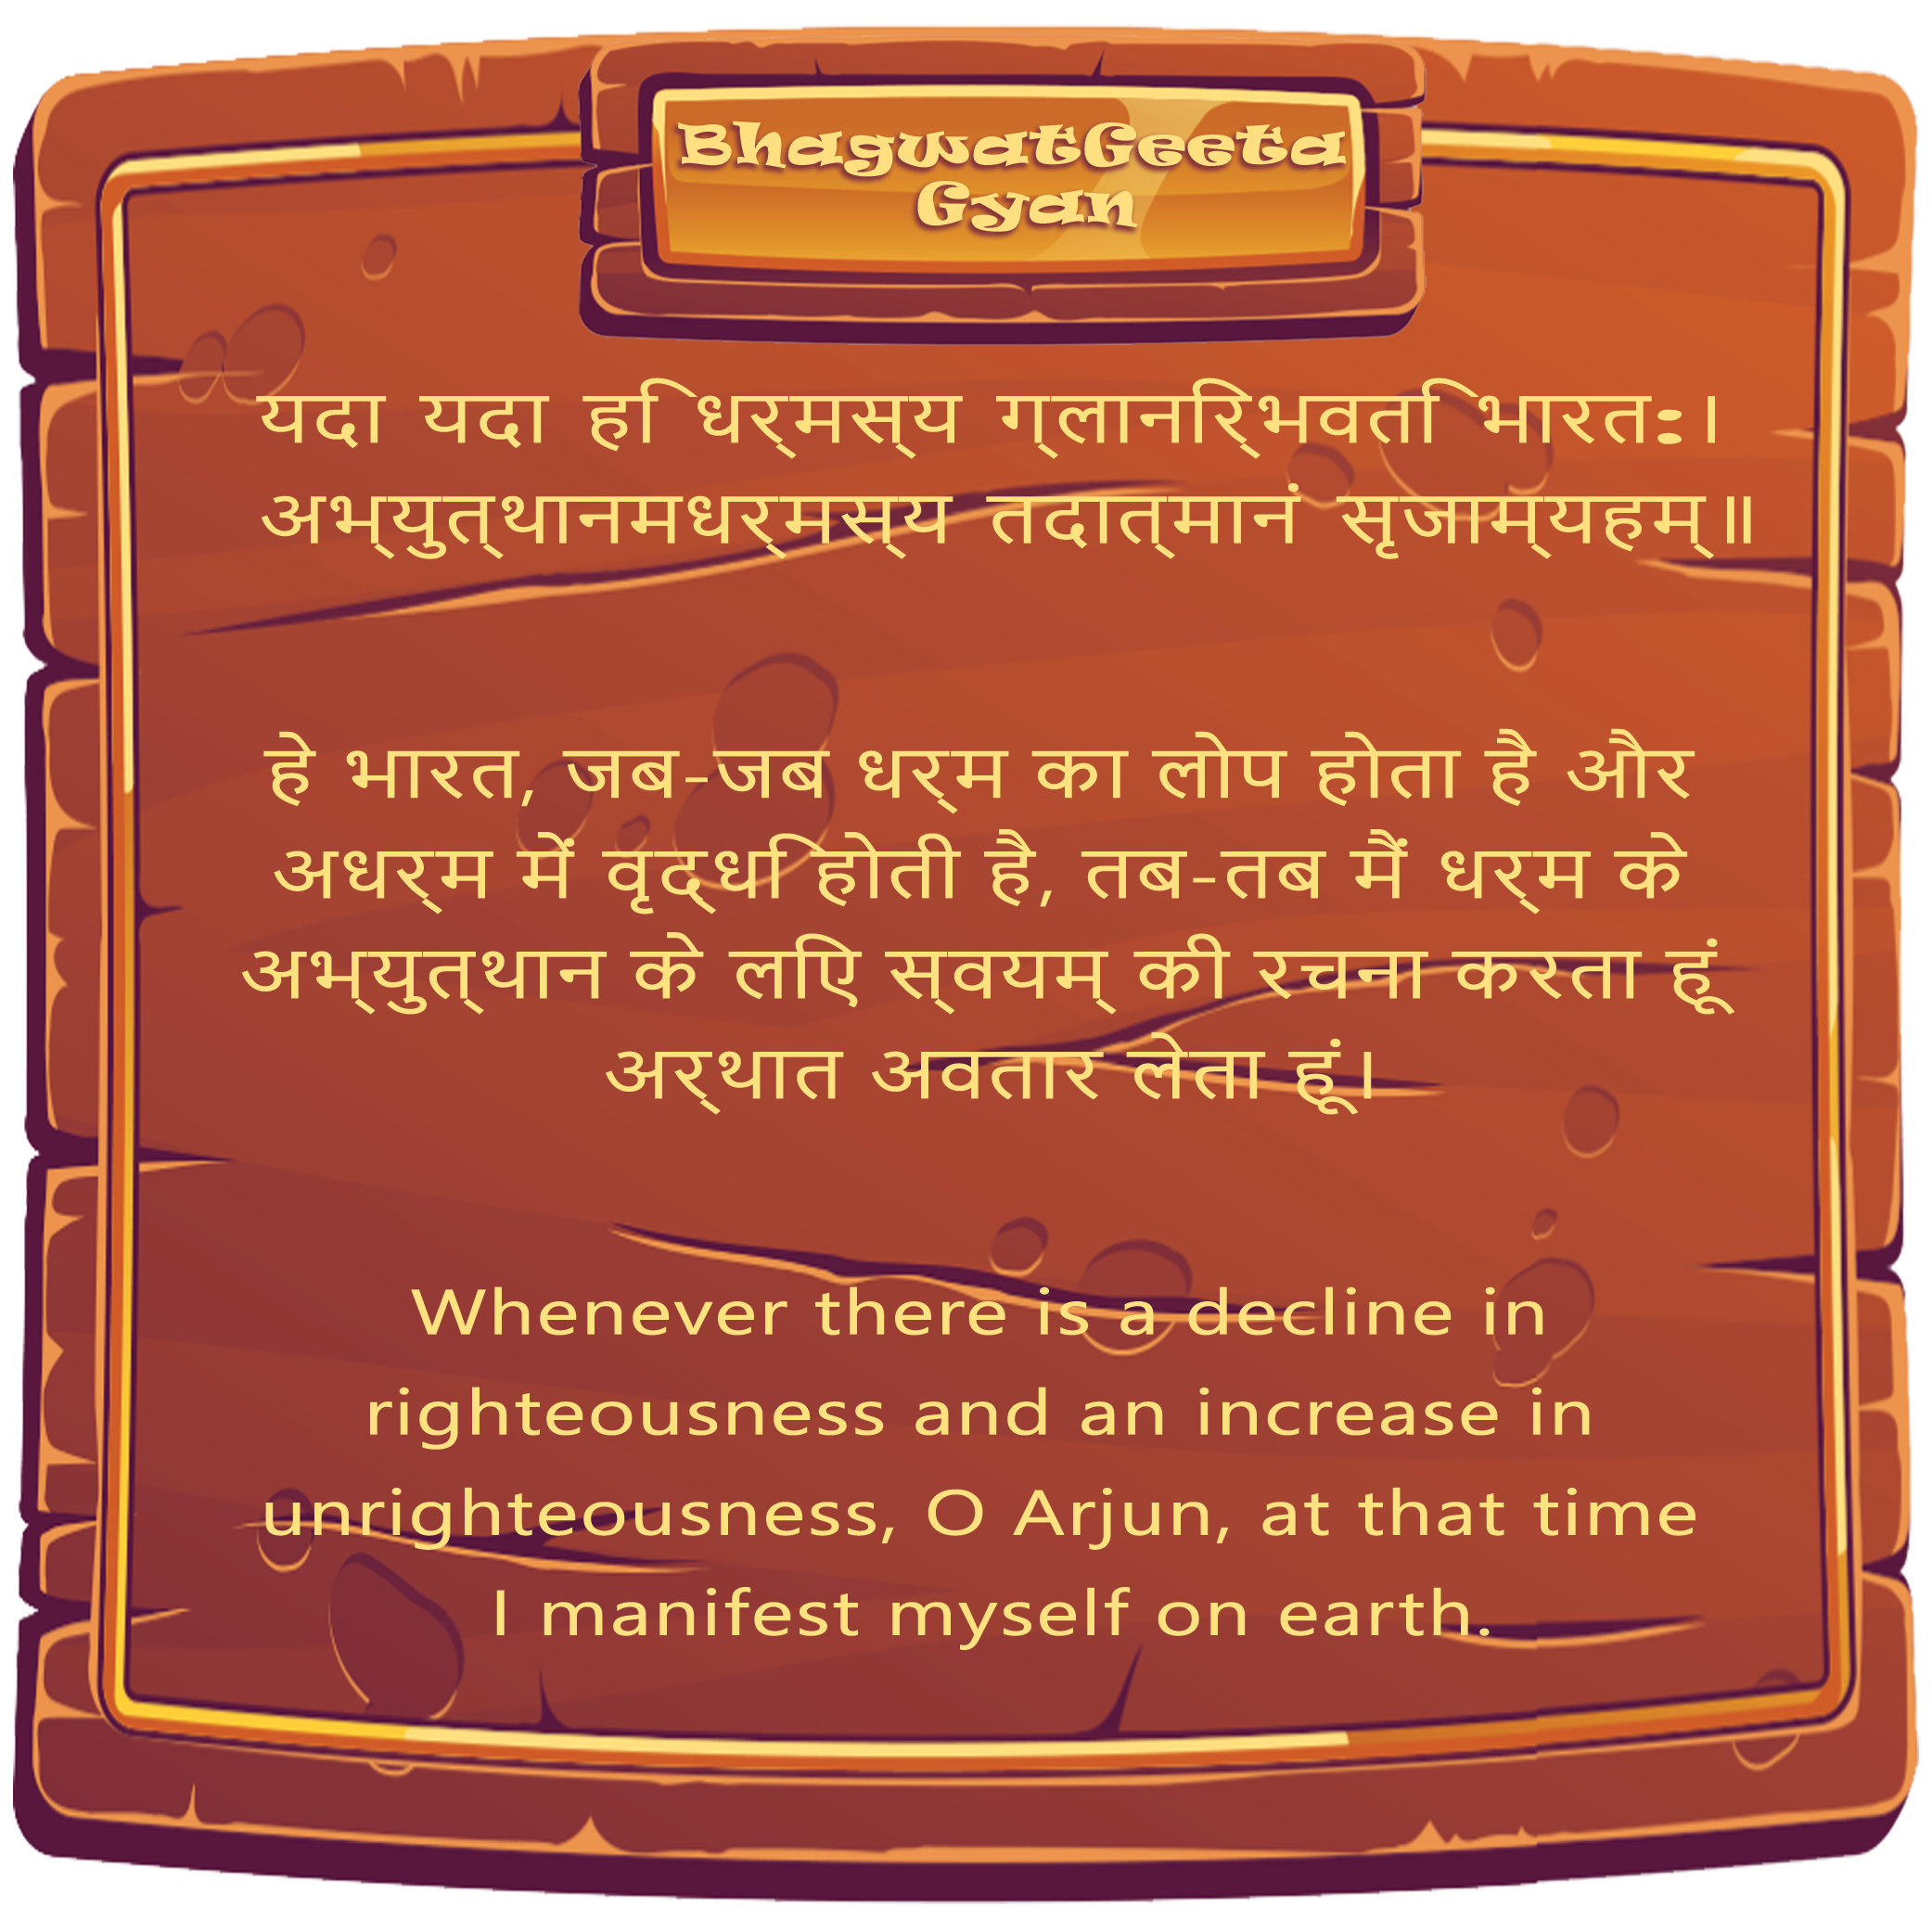 BhagwatGeeta
Gyan
यदा यदा हि धर्मस्य ग्लानिर्भवति भारतः।
अभ्युत्थानमधर्मस्य तदात्मानं सृजाम्यहम्॥
हे भारत, जब-जब धर्म का लोप होता है और
अधर्म में वृद्धि होती है, तब-तब मैं धर्म के
अभ्युत्थान के लिए स्वयम् की रचना करता हूं
अर्थात अवतार लेता हूं।
Whenever there is a decline in
righteousness and an increase in
unrighteousness, O Arjun, at that time
I manifest myself on earth.